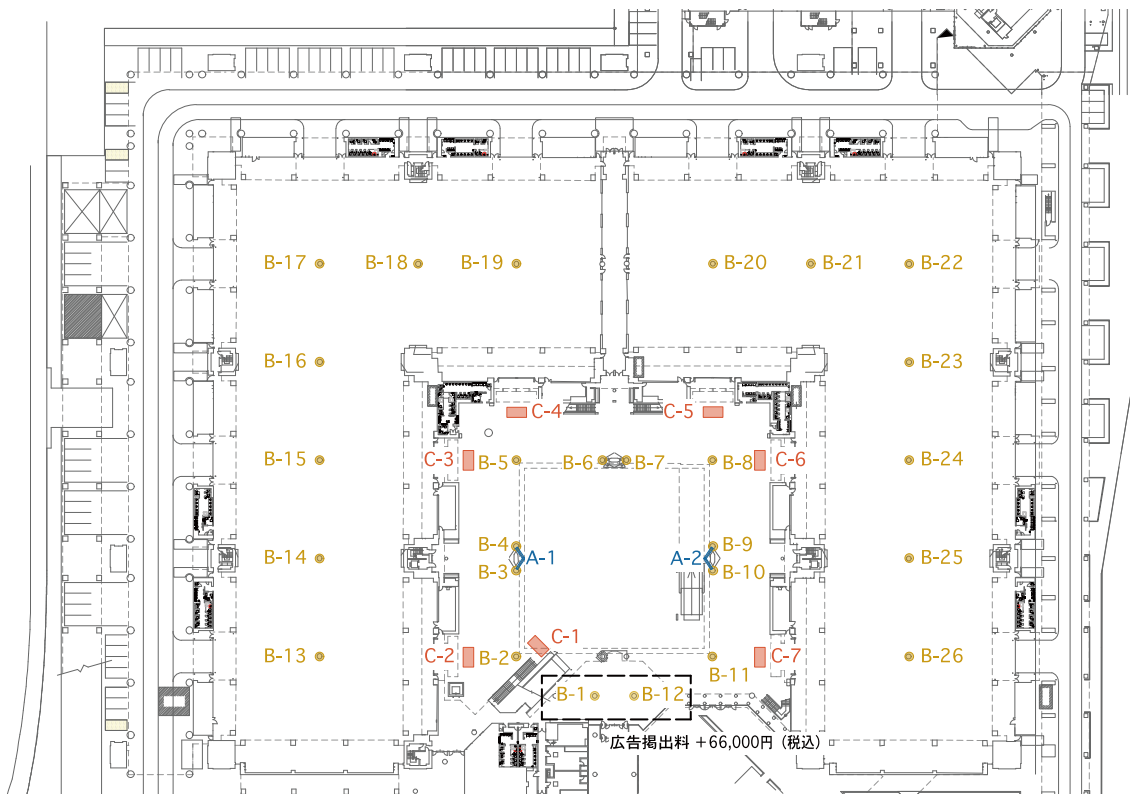 B-17
B-18
B-19
B-20
B-21
B-22
B-16
B-23
C-4
C-5
B-15
C-3
B-5
B-6
B-7
B-8
C-6
B-24
B-14
B-4
B-3
A-1
A-2
B-9
B-10
B-25
B-13
C-2
B-2
C-1
B-11
C-7
B-26
B-1
B-12
広告掲出料 +66,000円(税込)